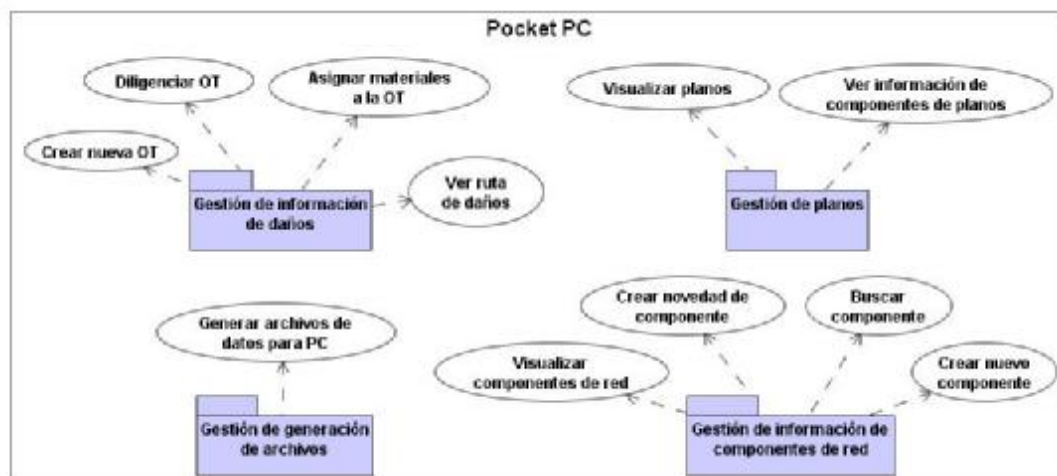 Pocket PC
Diligenciar OT
Asignar materiales
a la OT
Crear nueva OT
Ver ruta
de daños
Gestión de información
de daños
Visualizar planos
Ver información de
componentes de planos
Gestión de planos
Generar archivos de
datos para PC
Gestión de generación
de archivos
Crear novedad de
componente
Buscar
componente
Visualizar
componentes de red
Crear nuevo
componente
Gestión de información de
componentes de red